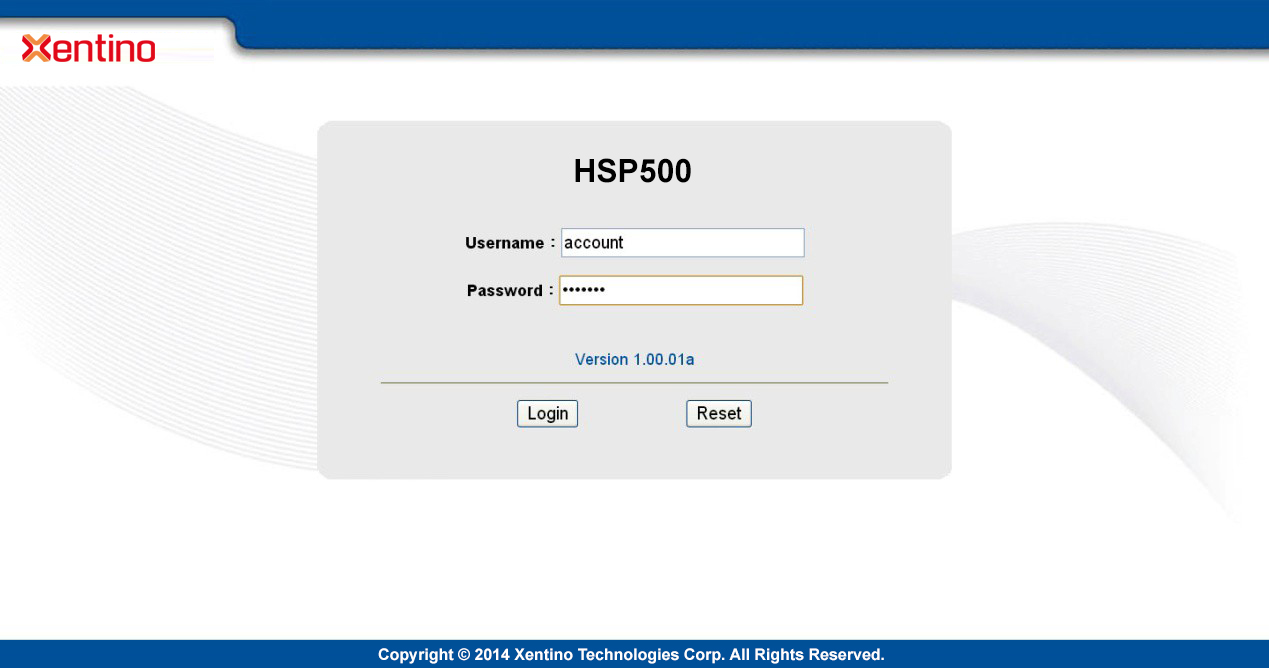 Xentino
HSP500
Username : account
Password : •••••••
Version 1.00.01a
Login Reset
Copyright © 2014 Xentino Technologies Corp. All Rights Reserved.